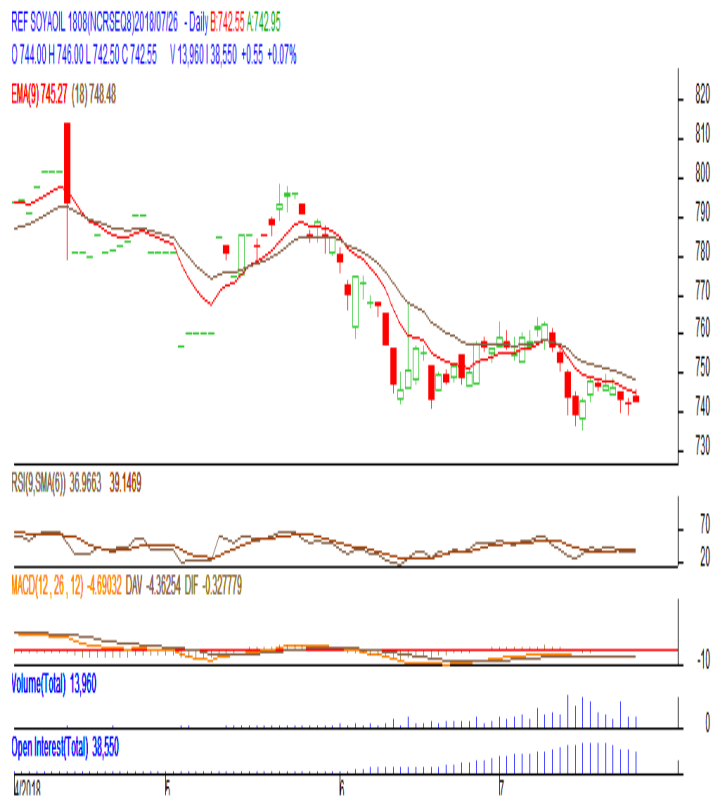 REF SOYAOIL 1808(NCRSEQ8)2018/07/26 - Daily B:742.55 A:742.95
O 744.00 H 746.00 L 742.50 C 742.55 V 13,960 I 38,550 +0.55 +0.07%
EMA(9) 745.27 (18) 748.48
820
810
800
790
780
770
760
750
740
730
RSI(9,SMA(6)) 36.9663 39.1469
70
20
MACD(12 , 26 , 12) -4.69032 DAV -4.36254 DIF -0.327779
-10
Volume(Total) 13,960
0
Open Interest(Total) 38,550
4/2018 5 6 7